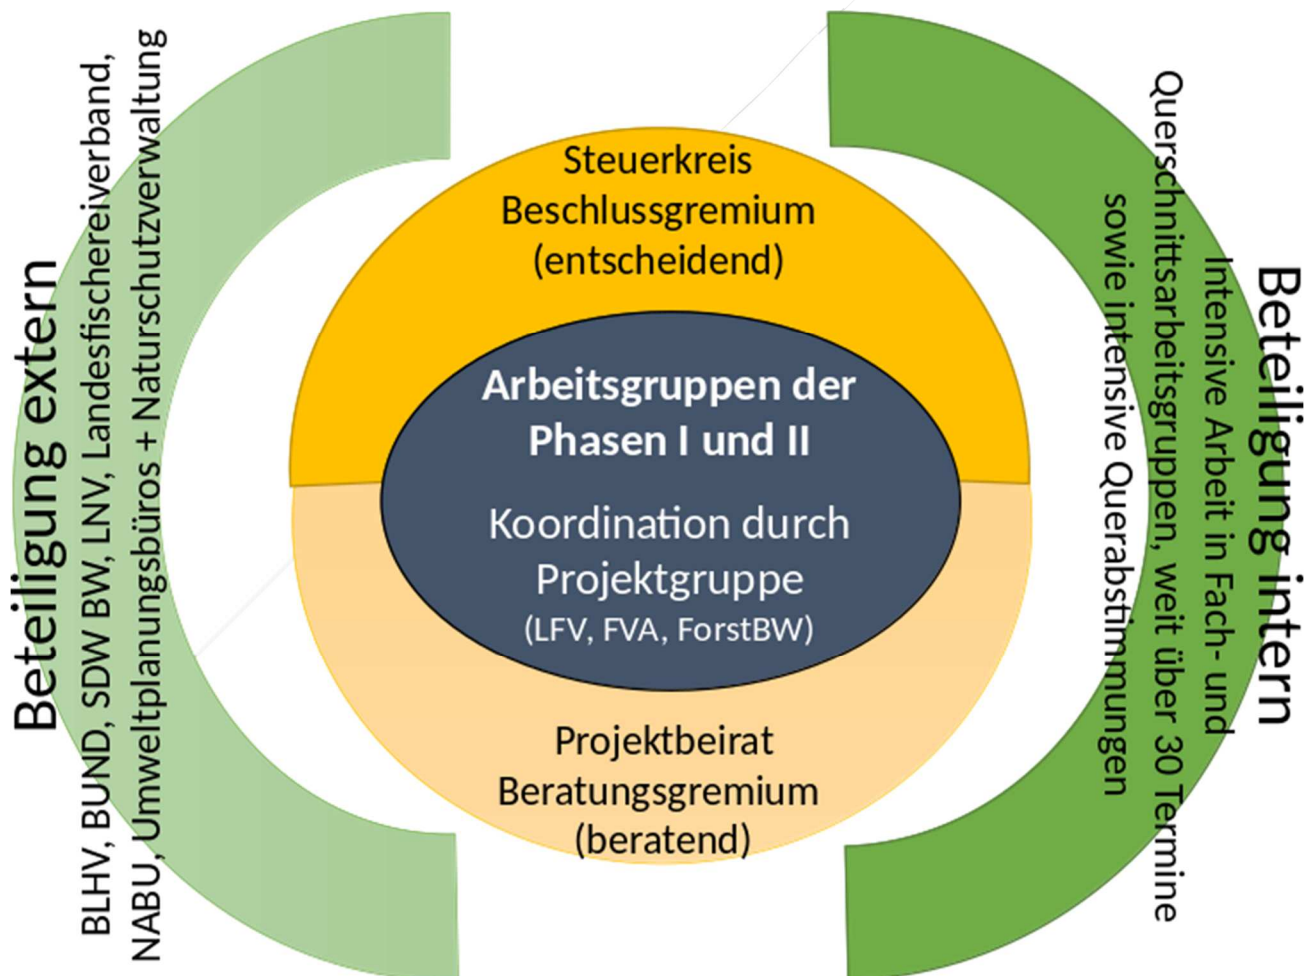 Beteiligung extern
BLHV, BUND, SDW BW, LNV, Landesfischereiverband,
NABU, Umweltplanungsbüros + Naturschutzverwaltung
Steuerkreis
Beschlussgremium
(entscheidend)
Arbeitsgruppen der
Phasen I und II
Koordination durch
Projektgruppe
(LFV, FVA, ForstBW)
Projektbeirat
Beratungsgremium
(beratend)
Beteiligung intern
Intensive Arbeit in Fach- und
Querschnittsarbeitsgruppen, weit über 30 Termine
sowie intensive Querabstimmungen